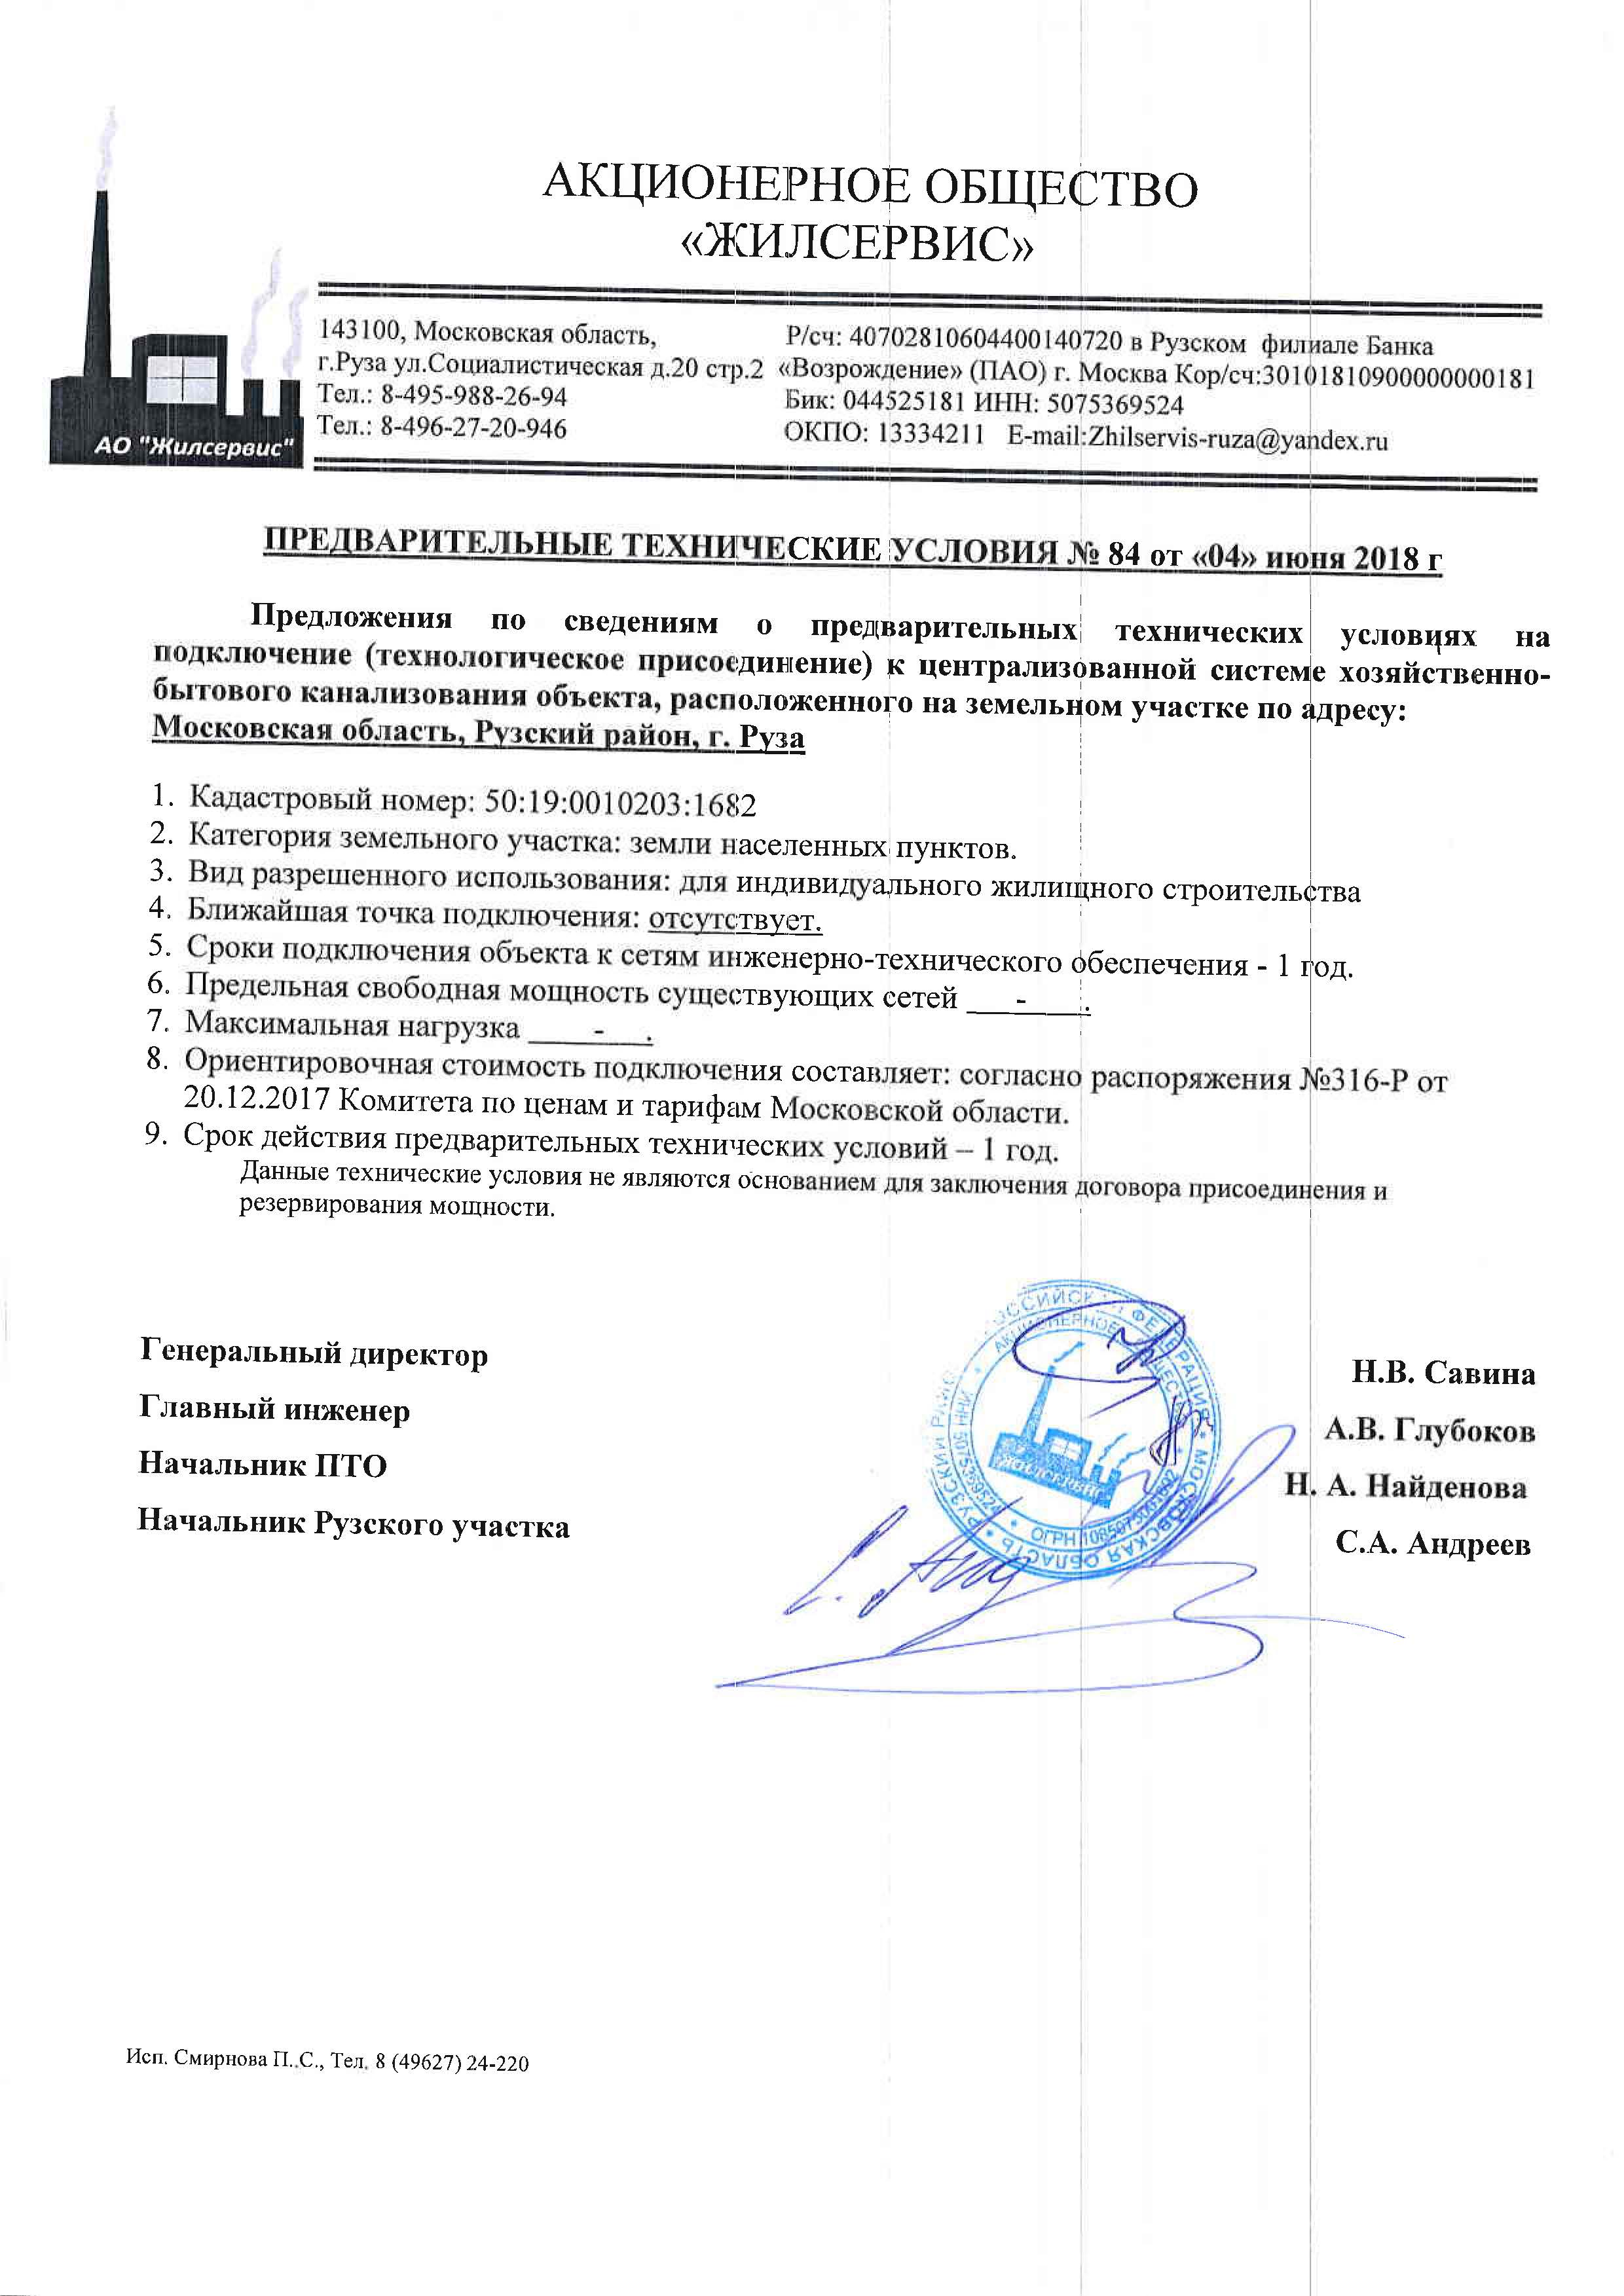 АКЦИОНЕРНОЕ ОБЩЕСТВО
«ЖИЛСЕРВИС»
АО "Жилсервис"
143100, Московская область,
г.Руза ул.Социалистическая д.20 стр.2
Тел.: 8-495-988-26-94
Тел.: 8-496-27-20-946
Р/сч: 40702810604400140720 в Рузском филиале Банка
«Возрождение» (ПАО) г. Москва Кор/сч:30101810900000000181
Бик: 044525181 ИНН: 5075369524
ОКПО: 13334211 E-mail:Zhilservis-ruza@yandex.ru
ПРЕДВАРИТЕЛЬНЫЕ ТЕХНИЧЕСКИЕ УСЛОВИЯ № 84 от «04» июня 2018 г
Предложения по сведениям о предварительных технических условиях на
подключение (технологическое присоединение) к централизованной системе хозяйственно-
бытового канализования объекта, расположенного на земельном участке по адресу:
Московская область, Рузский район, г. Руза
1. Кадастровый номер: 50:19:0010203:1682
2. Категория земельного участка: земли населенных пунктов.
3. Вид разрешенного использования: для индивидуального жилищного строительства
4. Ближайшая точка подключения: отсутствует.
5. Сроки подключения объекта к сетям инженерно-технического обеспечения - 1 год.
6. Предельная свободная мощность существующих сетей ___-____.
7. Максимальная нагрузка ____-___.
8. Ориентировочная стоимость подключения составляет: согласно распоряжения №316-Р от
20.12.2017 Комитета по ценам и тарифам Московской области.
9. Срок действия предварительных технических условий – 1 год.
Данные технические условия не являются основанием для заключения договора присоединения и
резервирования мощности.
Генеральный директор Н.В. Савина
Главный инженер А.В. Глубоков
Начальник ПТО Н. А. Найденова
Начальник Рузского участка С.А. Андреев
Исп. Смирнова П..С., Тел. 8 (49627) 24-220